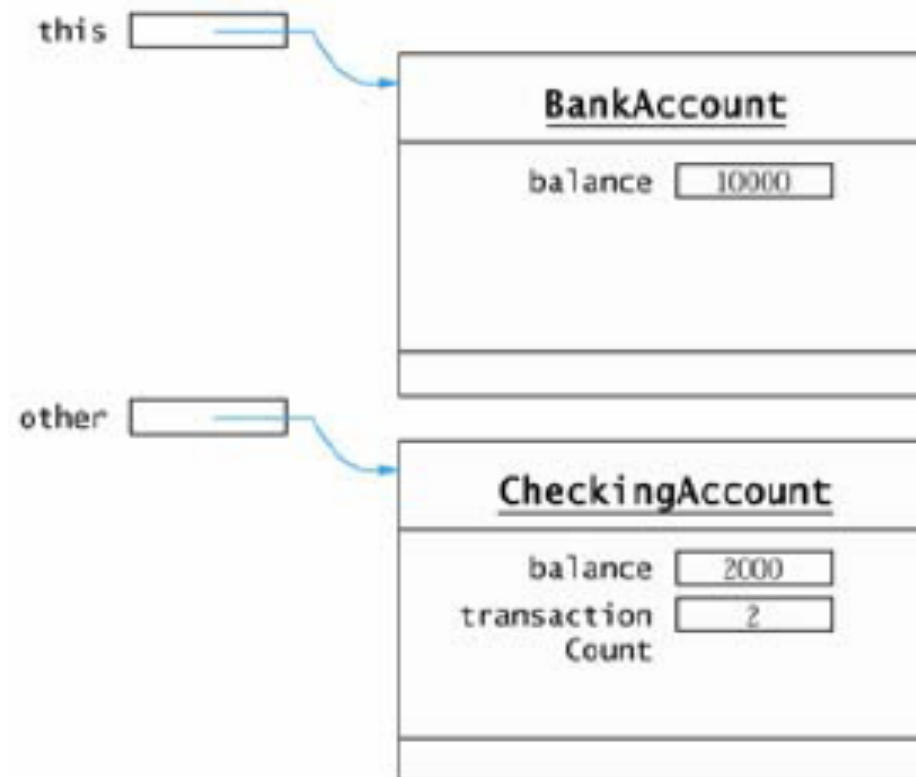 this
BankAccount
balance 10000
other
CheckingAccount
balance 2000
transaction 2
Count